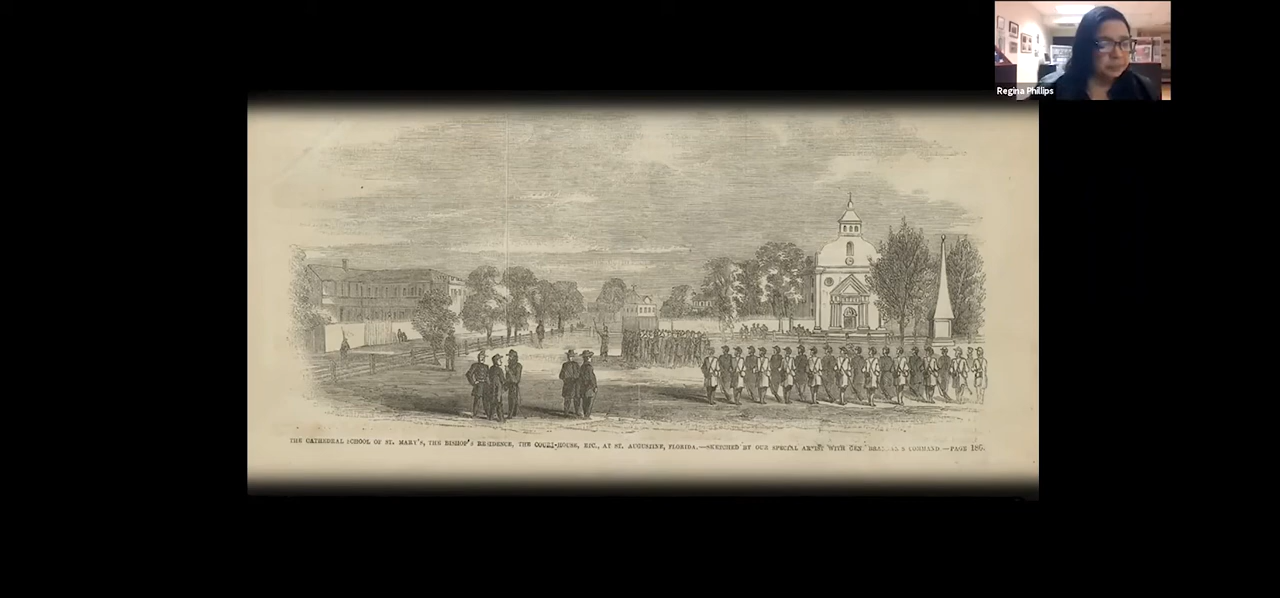 Regina Phillips
THE CATHEDRAL SCHOOL OF ST. MARY'S, THE BISHOP'S RESIDENCE, THE COURT-HOUSE, ETC., AT ST. AUGUSTINE, FLORIDA.—SKETCHED BY OUR SPECIAL ARTIST WITH GEN. COMMAND.—PAGE 186.